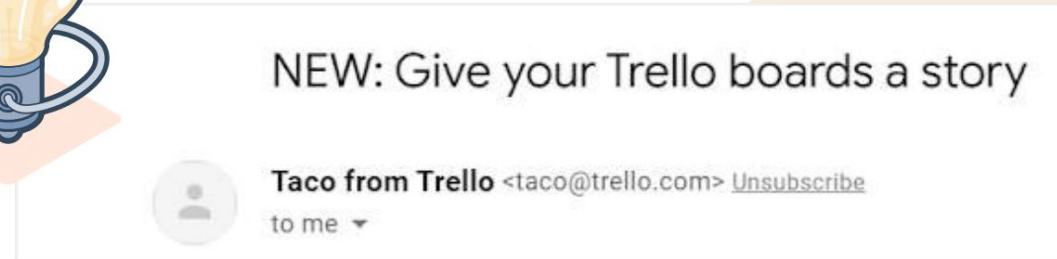 NEW: Give your Trello boards a story
Taco from Trello <taco@trello.com> Unsubscribe
to me